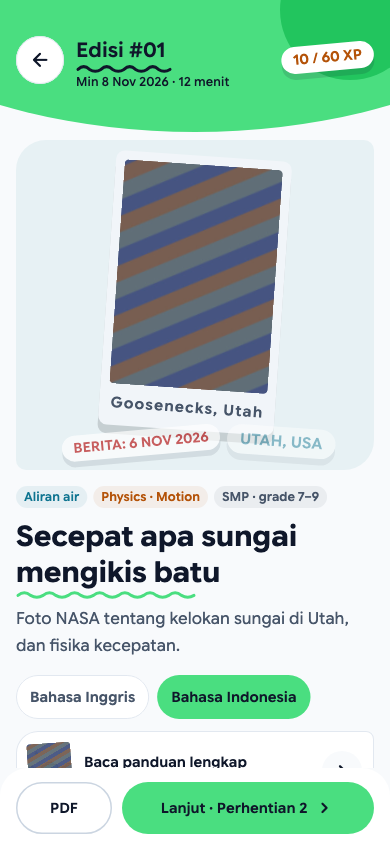 Edisi #01
Min 8 Nov 2026 · 12 menit
10 / 60 XP
Goosenecks, Utah
BERITA: 6 NOV 2026
UTAH, USA
Aliran air
Physics · Motion
SMP · grade 7–9
Secepat apa sungai
mengikis batu
Foto NASA tentang kelokan sungai di Utah,
dan fisika kecepatan.
Bahasa Inggris
Bahasa Indonesia
Baca panduan lengkap
PDF
Lanjut · Perhentian 2